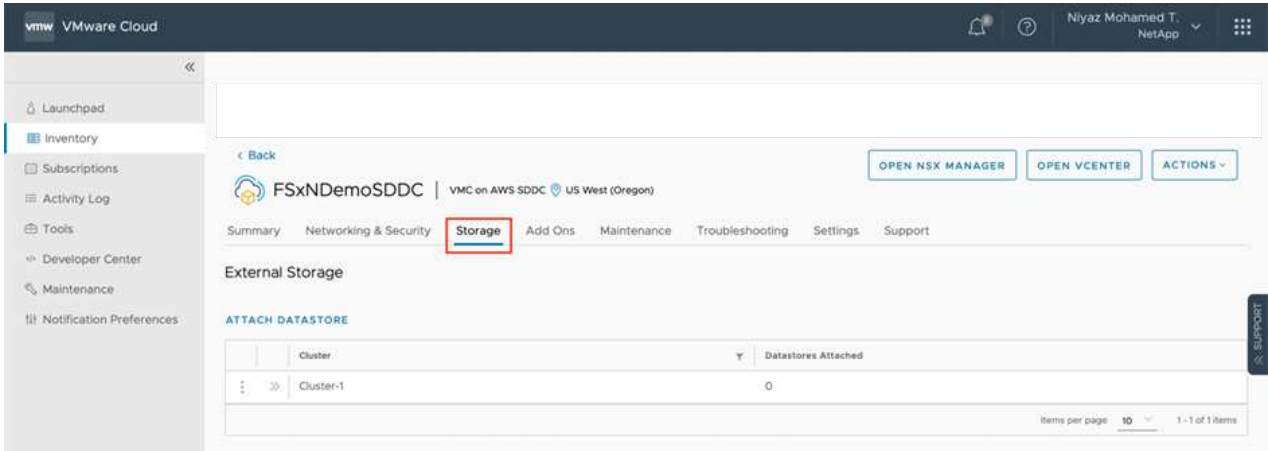 vmw VMware Cloud
Niyaz Mohamed T.
NetApp
Launchpad
Inventory
Subscriptions
Activity Log
Tools
Developer Center
Maintenance
Notification Preferences
< Back
OPEN NSX MANAGER OPEN VCENTER ACTIONS
FSxNDemoSDDC | VMC on AWS SDDC US West (Oregon)
Summary Networking & Security Storage Add Ons Maintenance Troubleshooting Settings Support
External Storage
ATTACH DATASTORE
Cluster Datastores Attached
Cluster-1 0
Items per page 10 1 - 1 of 1 items
SUPPORT